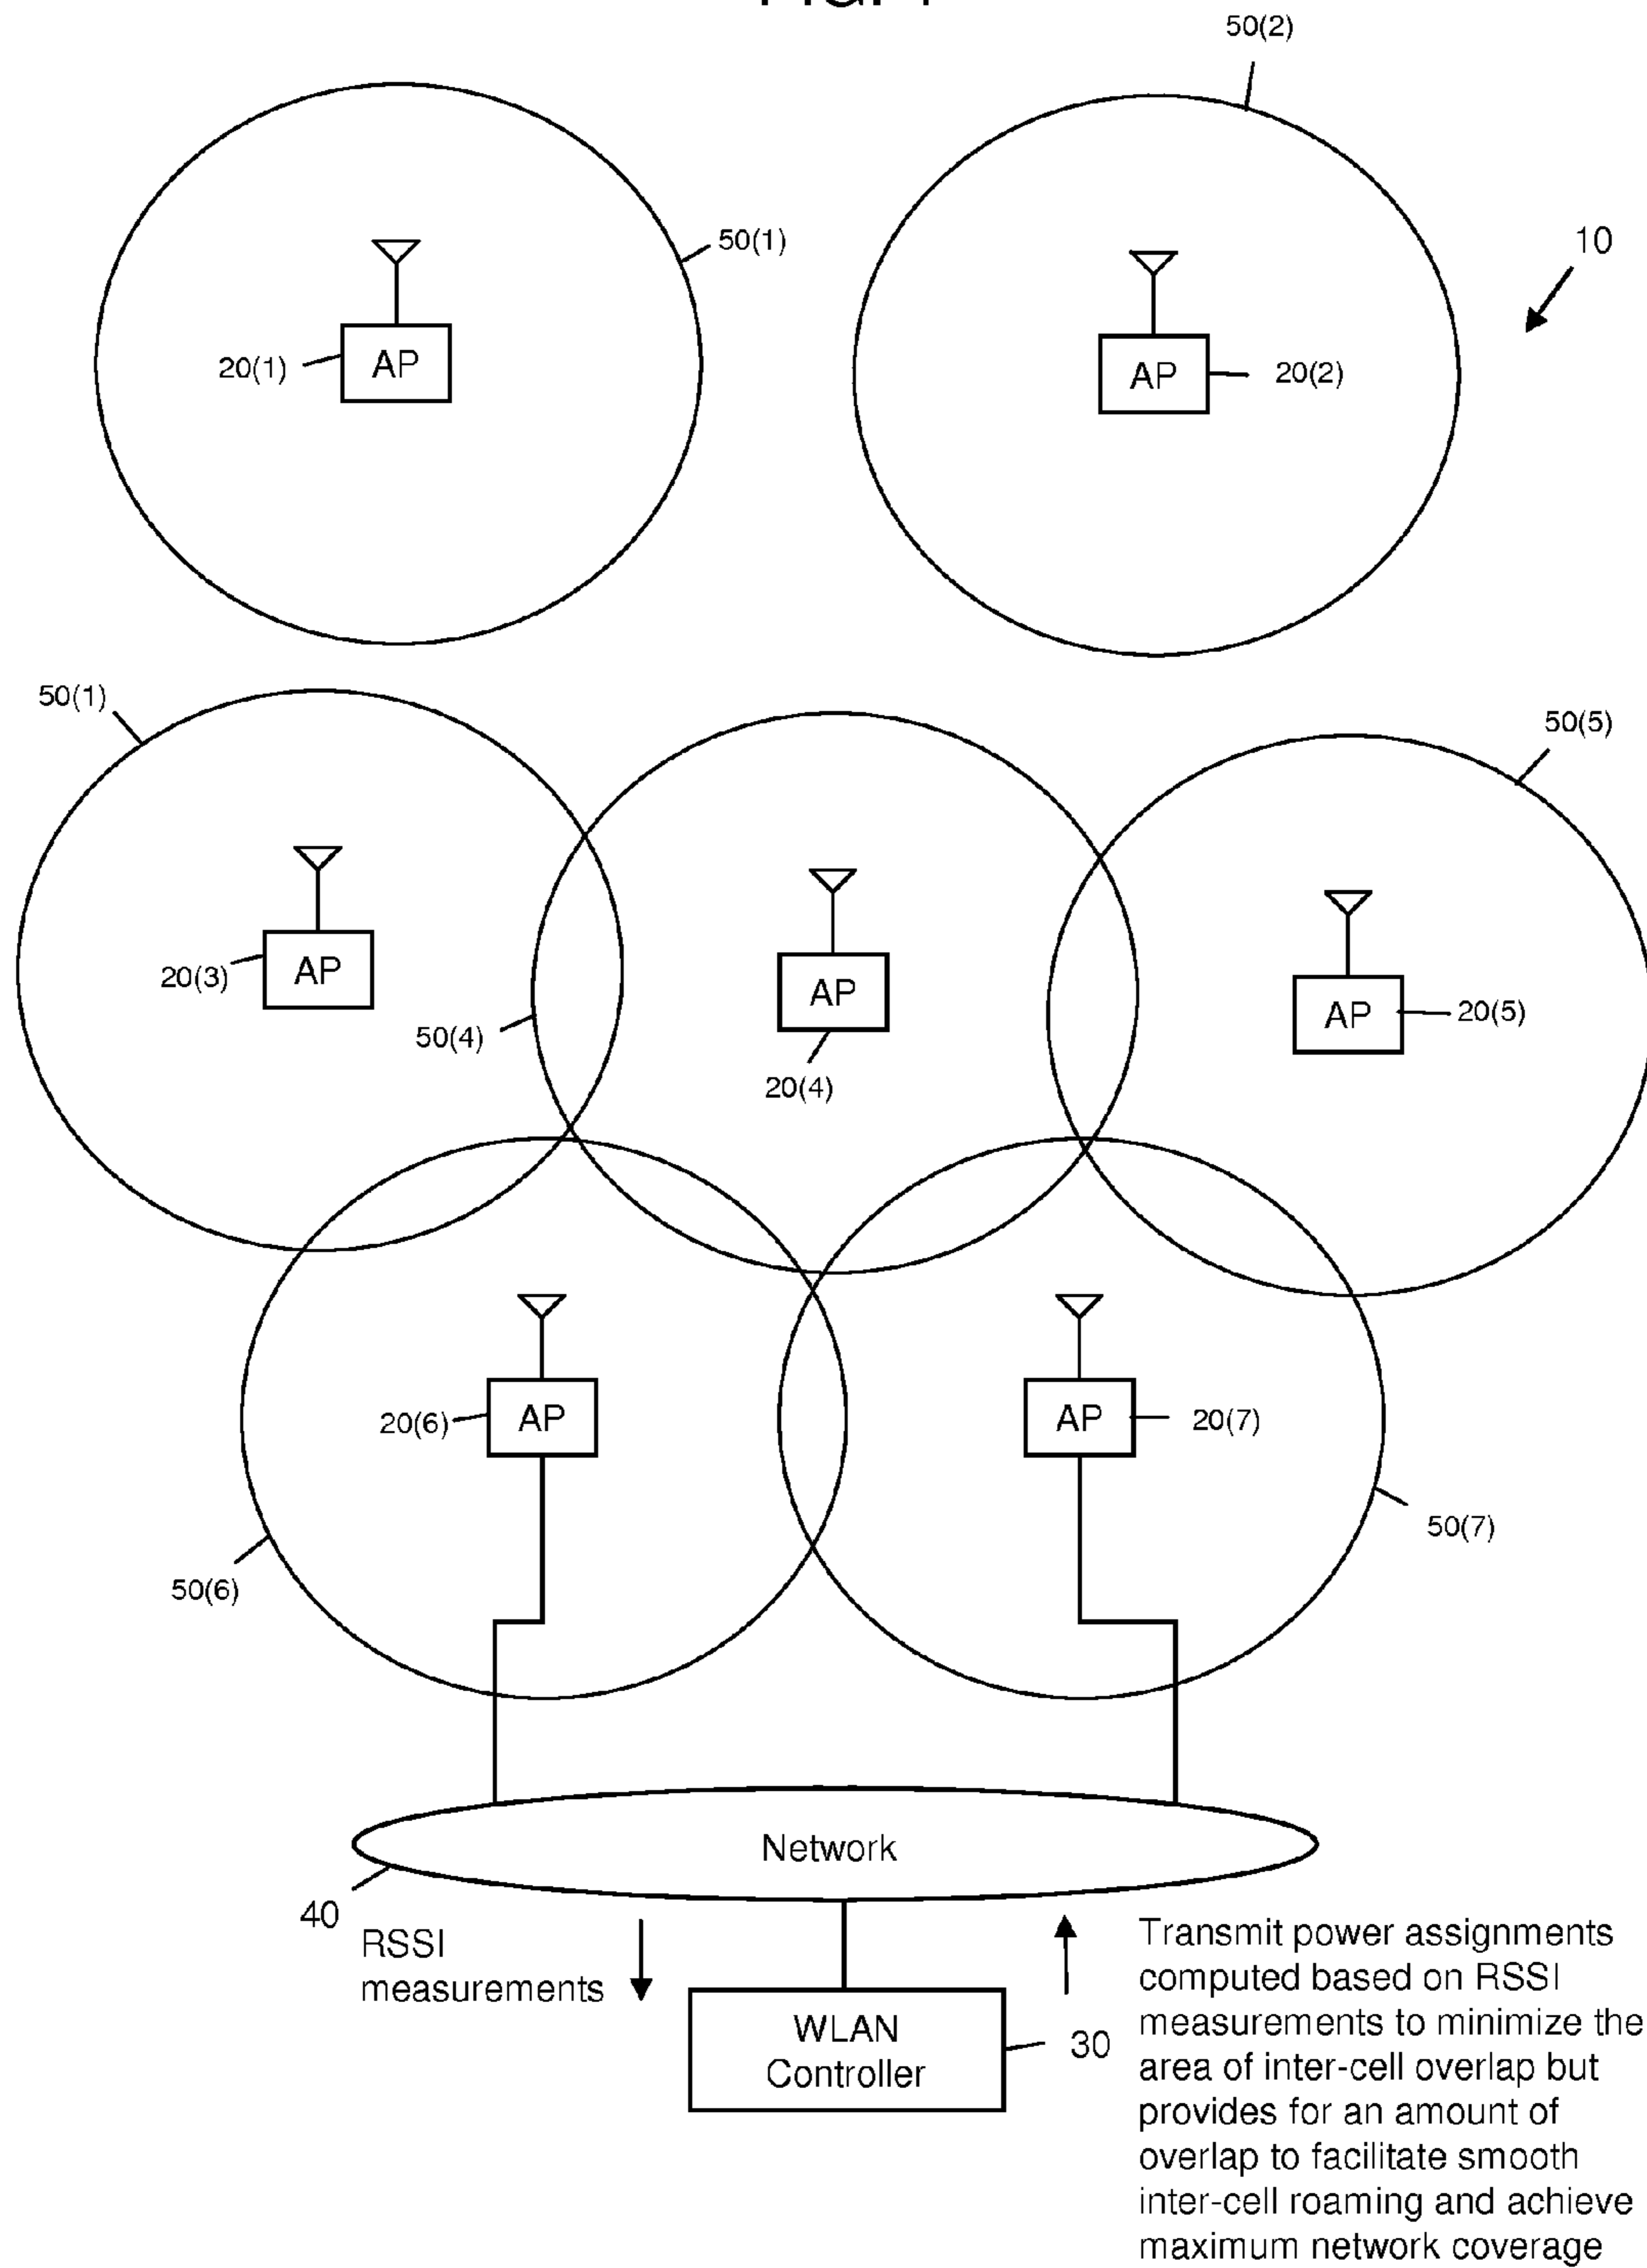 50(2)
50(1)
10
AP
20(1)
AP
20(2)
50(1)
50(5)
AP
20(3)
AP
50(4)
20(4)
AP
20(5)
AP
20(6)
AP
20(7)
50(7)
50(6)
Network
40
RSSI
measurements
WLAN
Controller
30
Transmit power assignments
computed based on RSSI
measurements to minimize the
area of inter-cell overlap but
provides for an amount of
overlap to facilitate smooth
inter-cell roaming and achieve
maximum network coverage